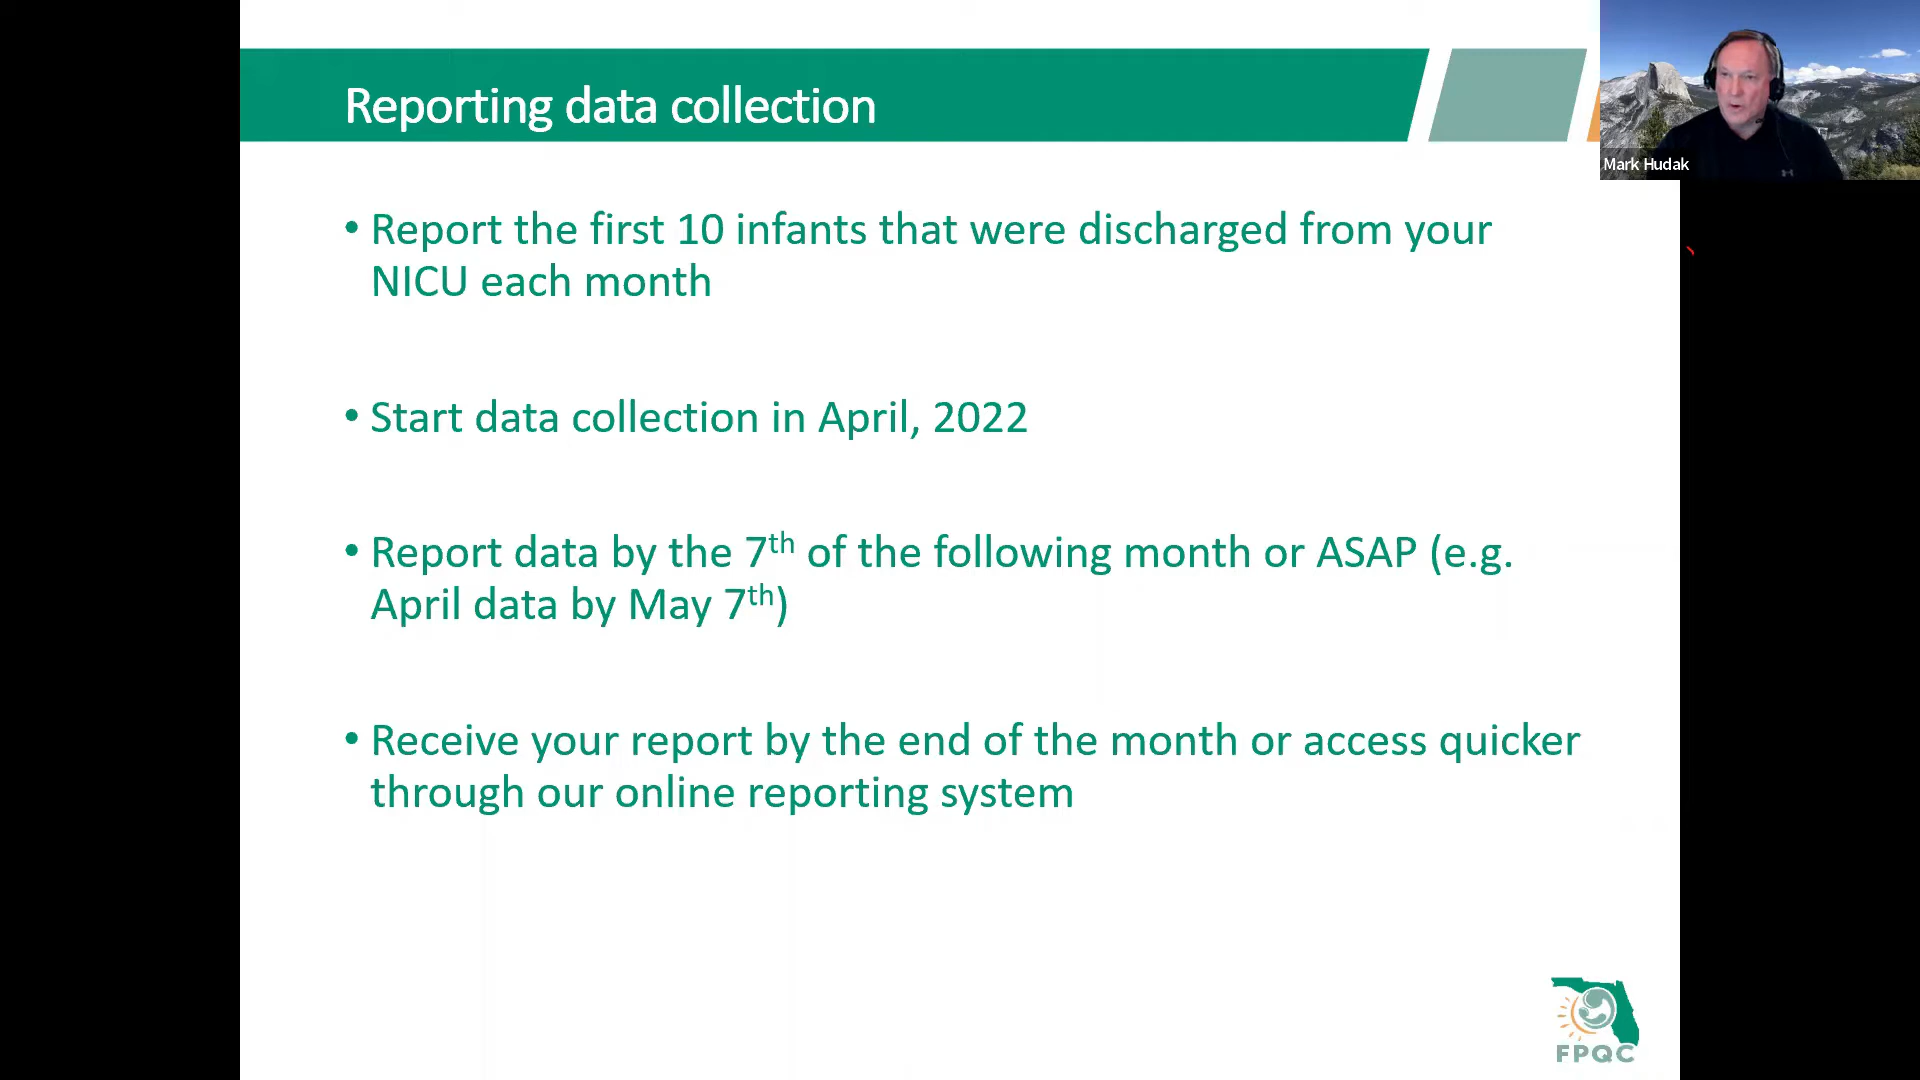 Reporting data collection
Mark Hudak
• Report the first 10 infants that were discharged from your
NICU each month
• Start data collection in April, 2022
• Report data by the 7th of the following month or ASAP (e.g.
April data by May 7th)
• Receive your report by the end of the month or access quicker
through our online reporting system
FPQC